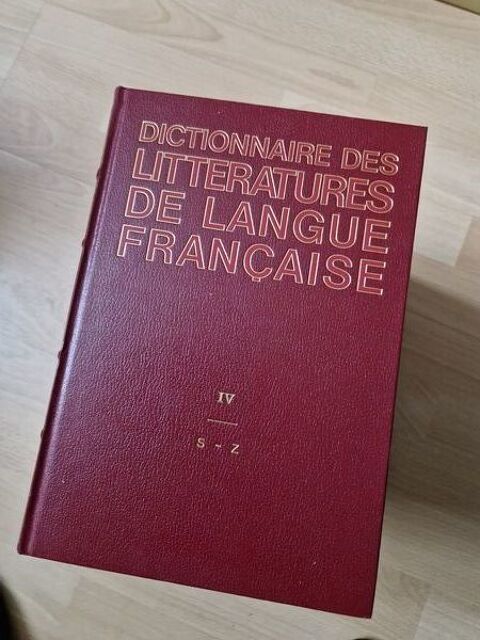 DICTIONNAIRE DES
LITTERATURES
DE LANGUE
FRANÇAISE
IV
S - Z